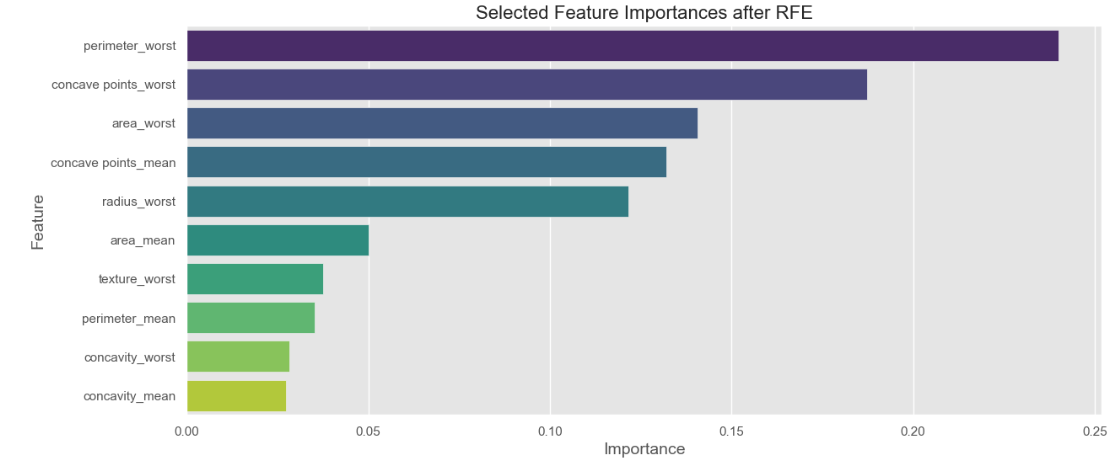 Selected Feature Importances after RFE
Feature
perimeter_worst
concave points_worst
area_worst
concave points_mean
radius_worst
area_mean
texture_worst
perimeter_mean
concavity_worst
concavity_mean
0.00 0.05 0.10 0.15 0.20 0.25
Importance